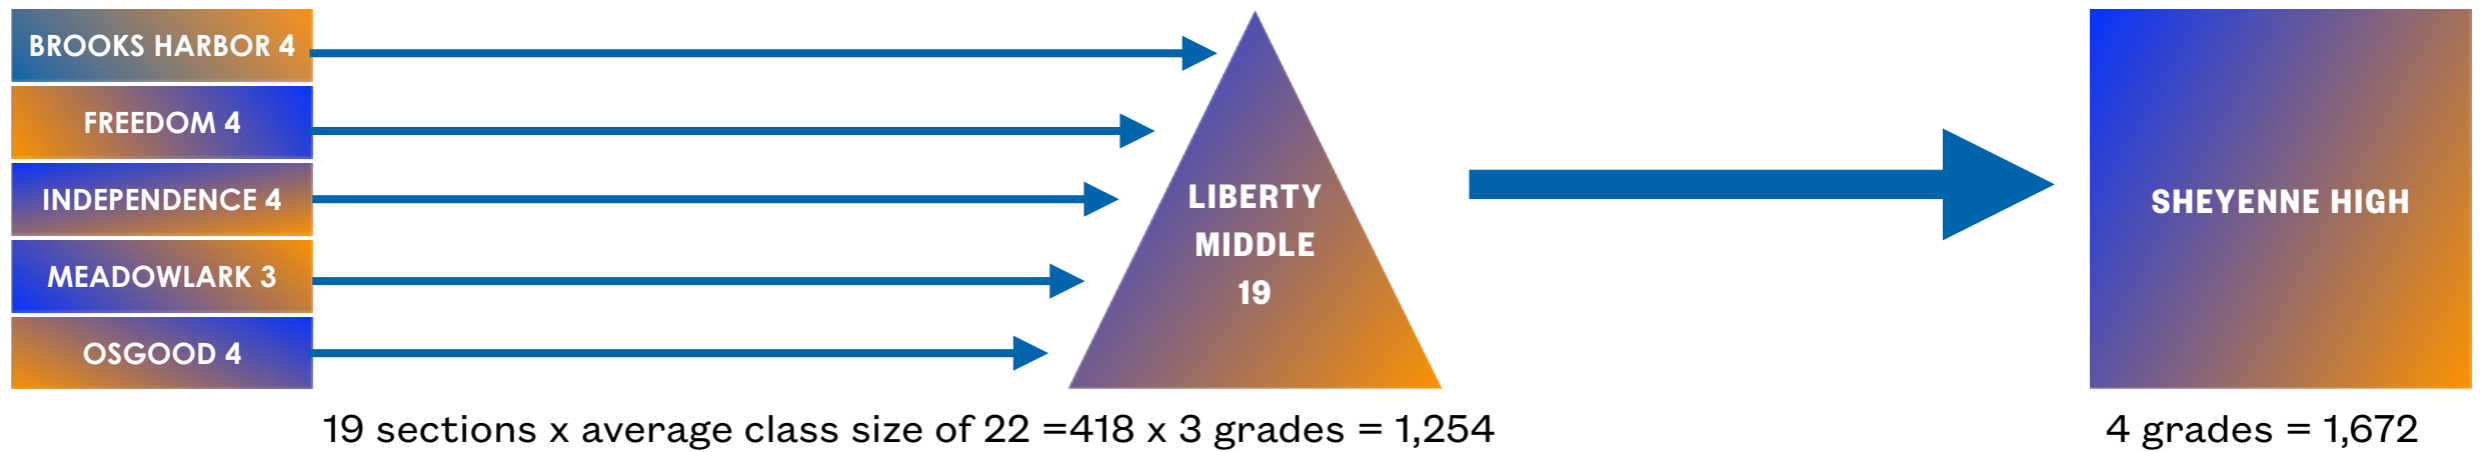 BROOKS HARBOR 4
FREEDOM 4
INDEPENDENCE 4
MEADOWLARK 3
OSGOOD 4
LIBERTY
MIDDLE
19
SHEYENNE HIGH
19 sections x average class size of 22 =418 x 3 grades = 1,254
4 grades = 1,672